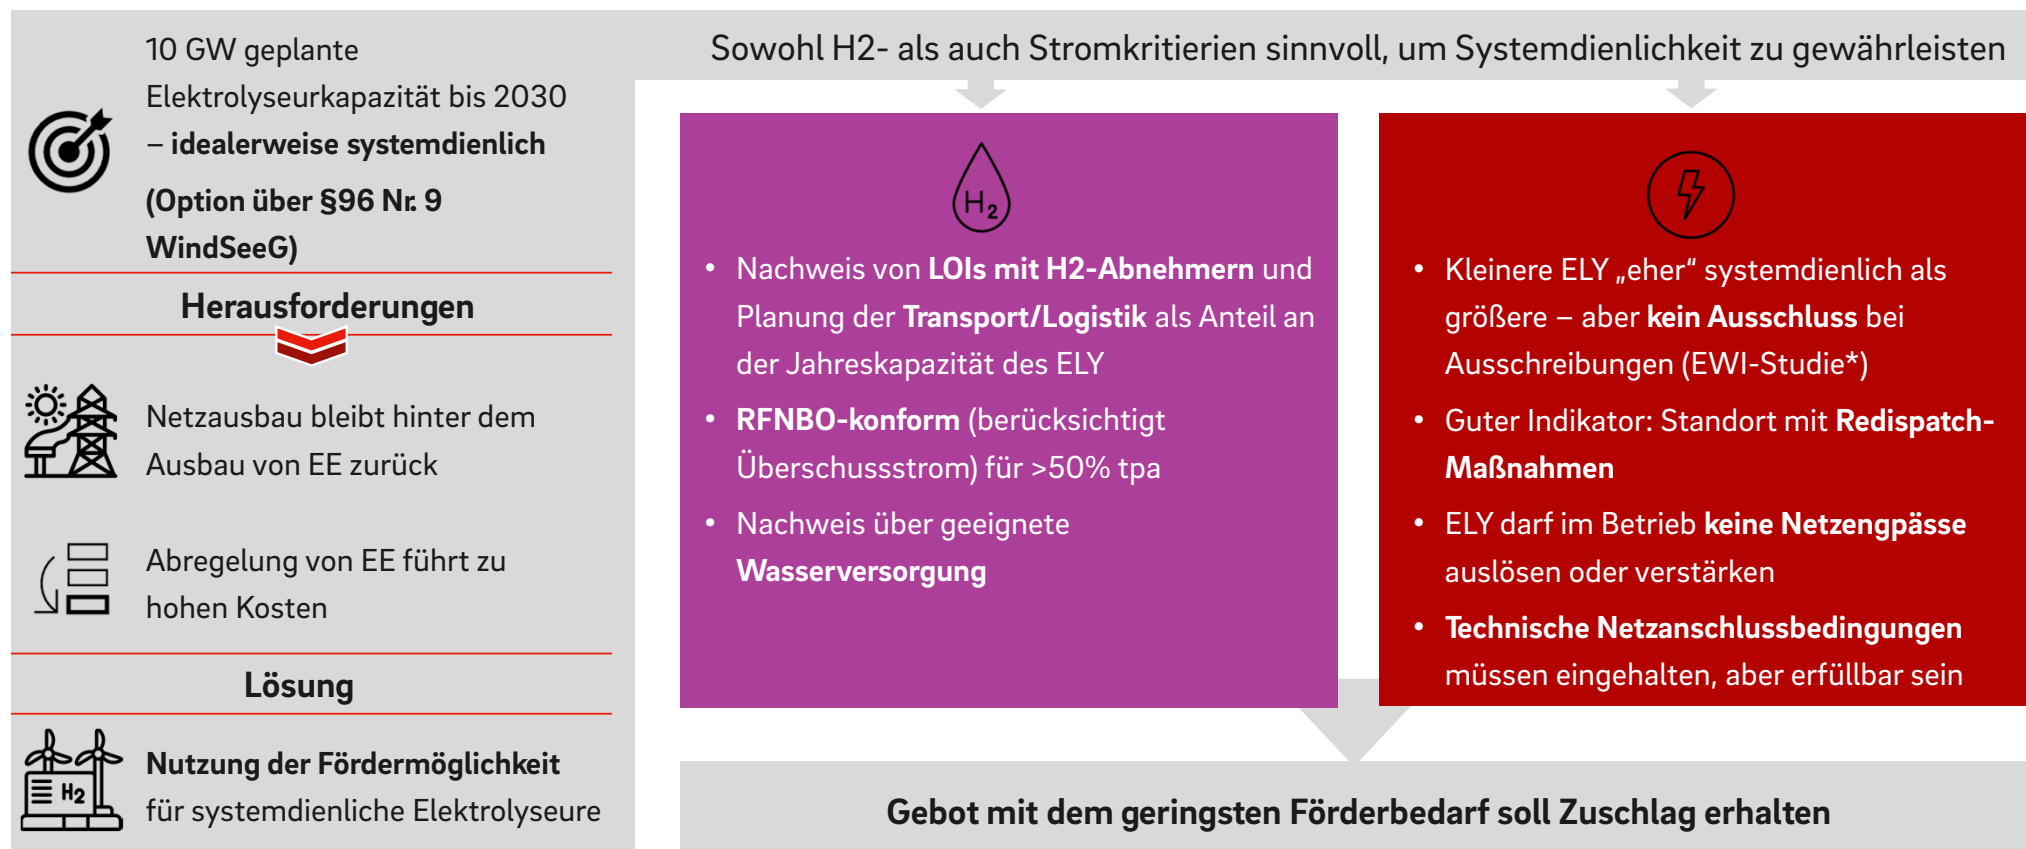 10 GW geplante
Elektrolyseurkapazität bis 2030
– idealerweise systemdienlich
(Option über §96 Nr. 9
WindSeeG)
Herausforderungen
Netzausbau bleibt hinter dem
Ausbau von EE zurück
Abregelung von EE führt zu
hohen Kosten
Lösung
H2
Nutzung der Fördermöglichkeit
für systemdienliche Elektrolyseure
Sowohl H2- als auch Stromkritierien sinnvoll, um Systemdienlichkeit zu gewährleisten
H2
• Nachweis von LOIs mit H2-Abnehmern und
Planung der Transport/Logistik als Anteil an
der Jahreskapazität des ELY
• RFNBO-konform (berücksichtigt
Überschussstrom) für >50% tpa
• Nachweis über geeignete
Wasserversorgung
• Kleinere ELY „eher“ systemdienlich als
größere – aber kein Ausschluss bei
Ausschreibungen (EWI-Studie*)
• Guter Indikator: Standort mit Redispatch-
Maßnahmen
• ELY darf im Betrieb keine Netzengpässe
auslösen oder verstärken
• Technische Netzanschlussbedingungen
müssen eingehalten, aber erfüllbar sein
Gebot mit dem geringsten Förderbedarf soll Zuschlag erhalten